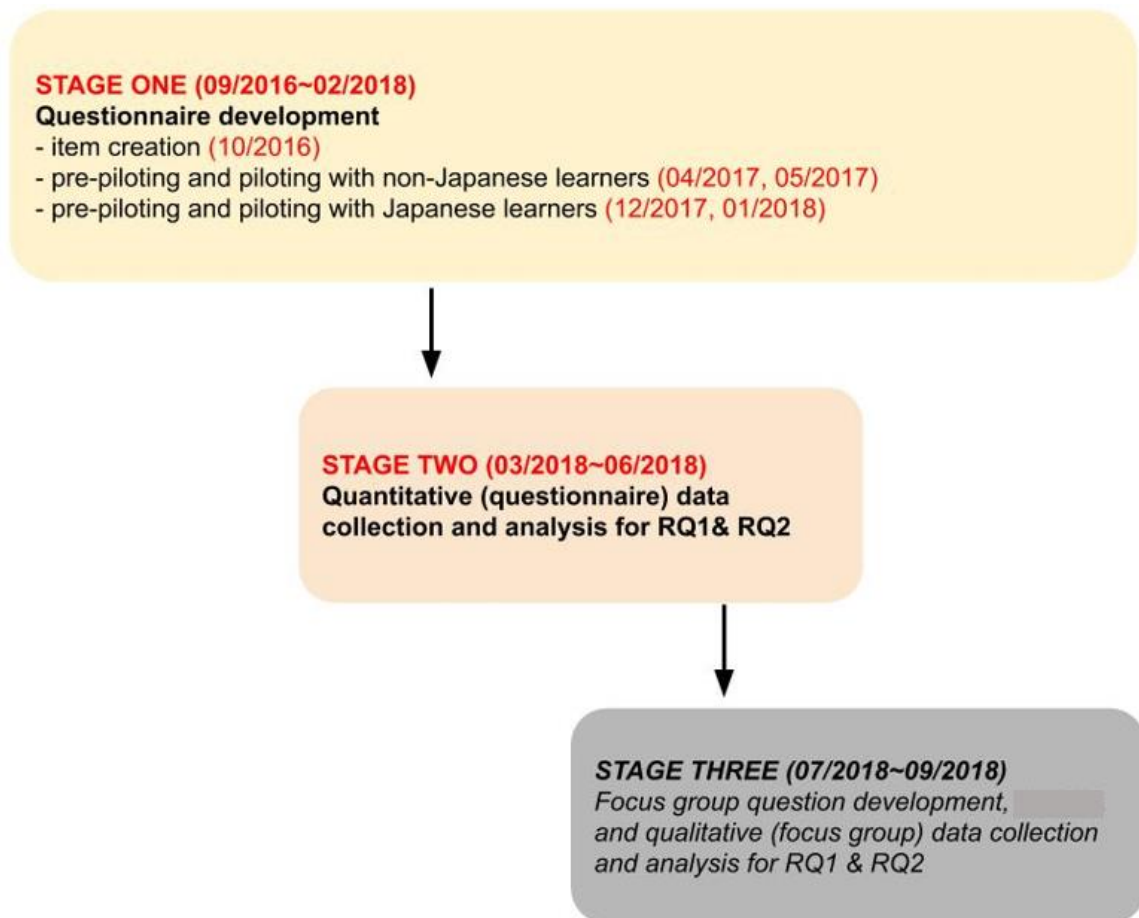 STAGE ONE (09/2016~02/2018)
Questionnaire development
- item creation (10/2016)
- pre-piloting and piloting with non-Japanese learners (04/2017, 05/2017)
- pre-piloting and piloting with Japanese learners (12/2017, 01/2018)
STAGE TWO (03/2018~06/2018)
Quantitative (questionnaire) data
collection and analysis for RQ1& RQ2
STAGE THREE (07/2018~09/2018)
Focus group question development,
and qualitative (focus group) data collection
and analysis for RQ1 & RQ2